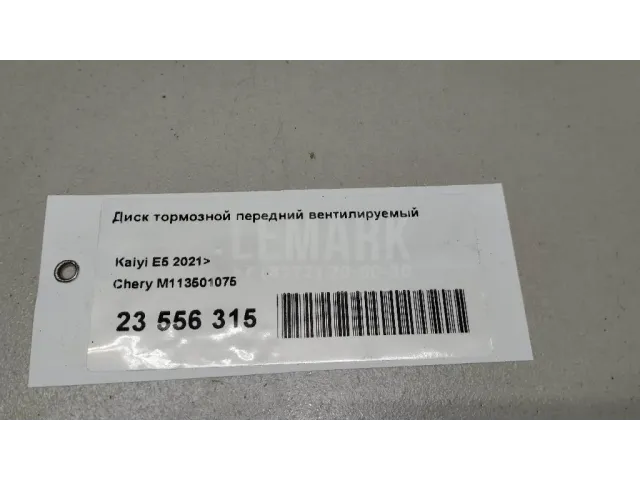 Диск тормозной передний вентилируемый
LEMARK
Kaiyi E5 2021>
Chery M113501075
23 556 315